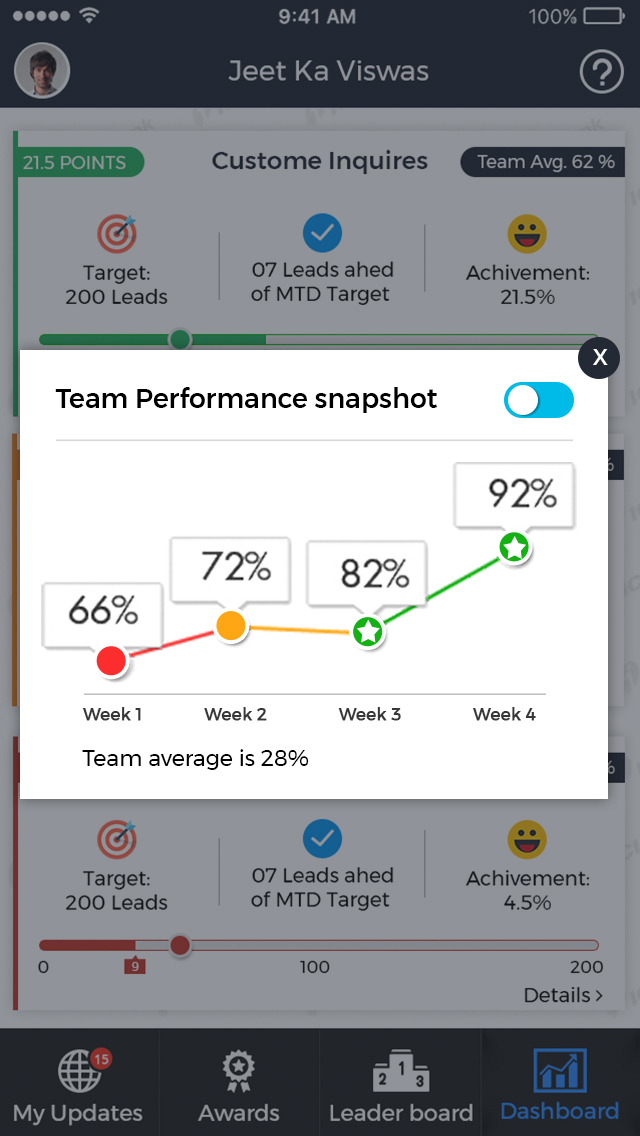 9:41 AM
100%
Jeet Ka Viswas
?
21.5 POINTS
Custome Inquires
Team Avg. 62 %
Target:
200 Leads
07 Leads ahed
of MTD Target
Achivement:
21.5%
X
Team Performance snapshot
%
92%
72%
82%
66%
Week 1
Week 2
Week 3
Week 4
Team average is 28%
%
Target:
200 Leads
07 Leads ahed
of MTD Target
Achivement:
4.5%
0
9
100
200
Details >
15
My Updates
Awards
2 1 3
Leader board
Dashboard